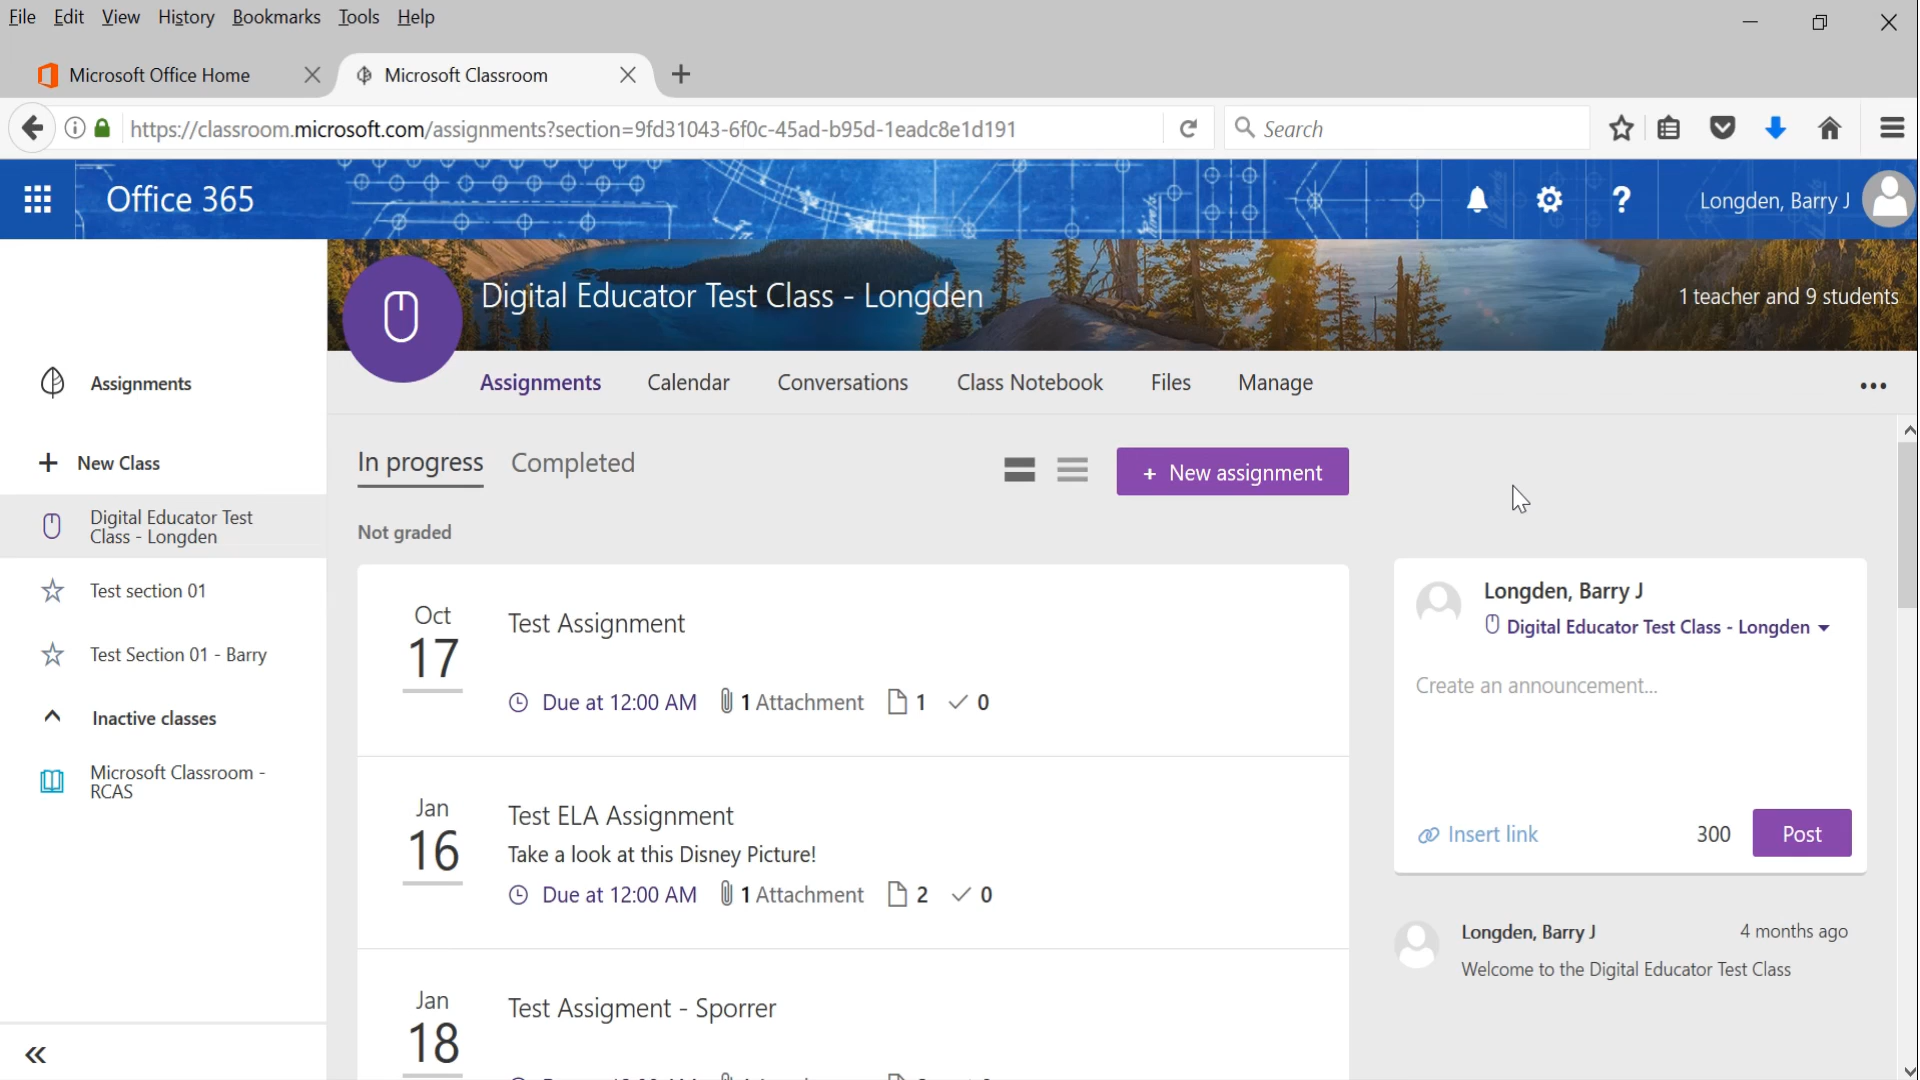 File Edit View History Bookmarks Tools Help
Microsoft Office Home
Microsoft Classroom
https://classroom.microsoft.com/assignments?section=9fd31043-6f0c-45ad-b95d-1eadc8e1d191
Search
Office 365
Longden, Barry J
Digital Educator Test Class - Longden
1 teacher and 9 students
Assignments Calendar Conversations Class Notebook Files Manage
Assignments
New Class
Digital Educator Test
Class - Longden
Test section 01
Test Section 01 - Barry
Inactive classes
Microsoft Classroom -
RCAS
In progress Completed
+ New assignment
Not graded
Oct
17
Test Assignment
Due at 12:00 AM 1 Attachment 1 0
Jan
16
Test ELA Assignment
Take a look at this Disney Picture!
Due at 12:00 AM 1 Attachment 2 0
Jan
18
Test Assigment - Sporrer
Longden, Barry J
Digital Educator Test Class - Longden
Create an announcement...
Insert link
300
Post
Longden, Barry J
4 months ago
Welcome to the Digital Educator Test Class